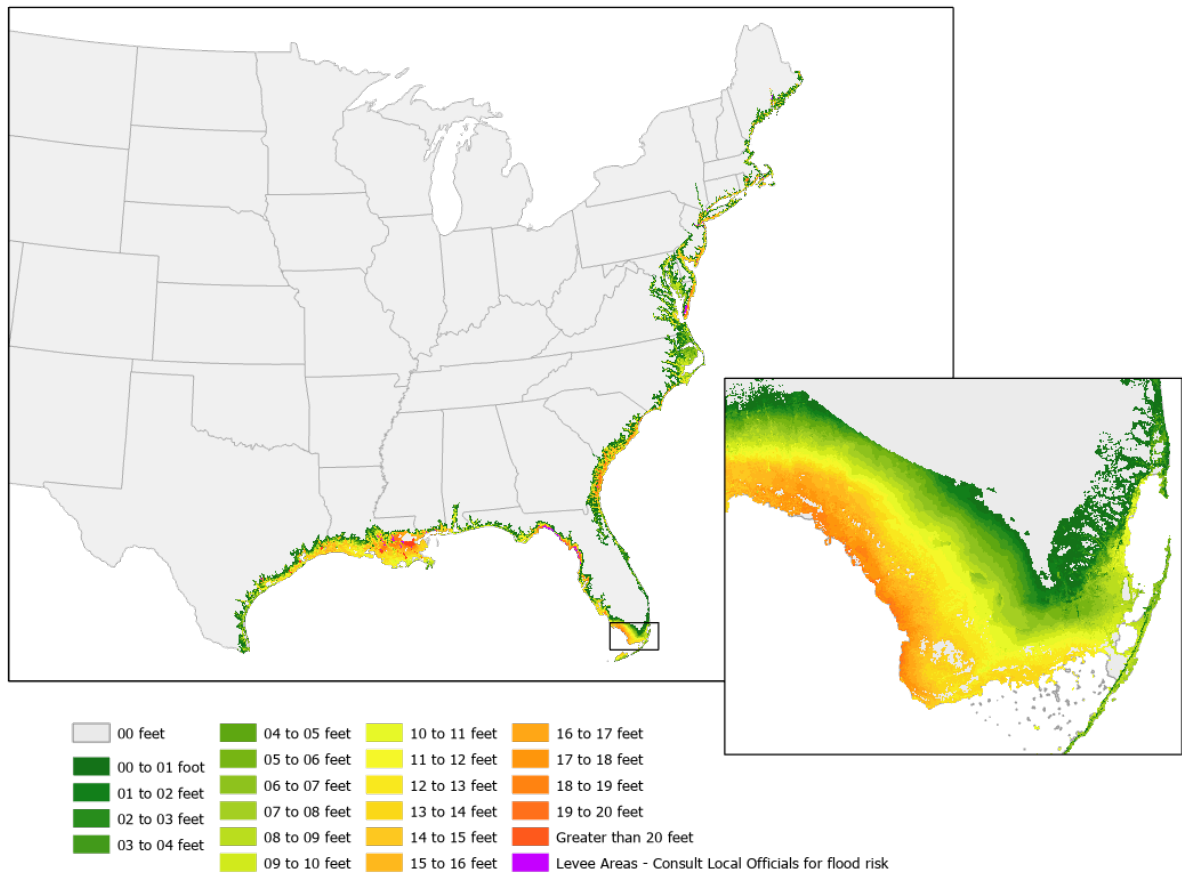 00 feet
00 to 01 foot
01 to 02 feet
02 to 03 feet
03 to 04 feet
04 to 05 feet
05 to 06 feet
06 to 07 feet
07 to 08 feet
08 to 09 feet
09 to 10 feet
10 to 11 feet
11 to 12 feet
12 to 13 feet
13 to 14 feet
14 to 15 feet
15 to 16 feet
16 to 17 feet
17 to 18 feet
18 to 19 feet
19 to 20 feet
Greater than 20 feet
Levee Areas - Consult Local Officials for flood risk